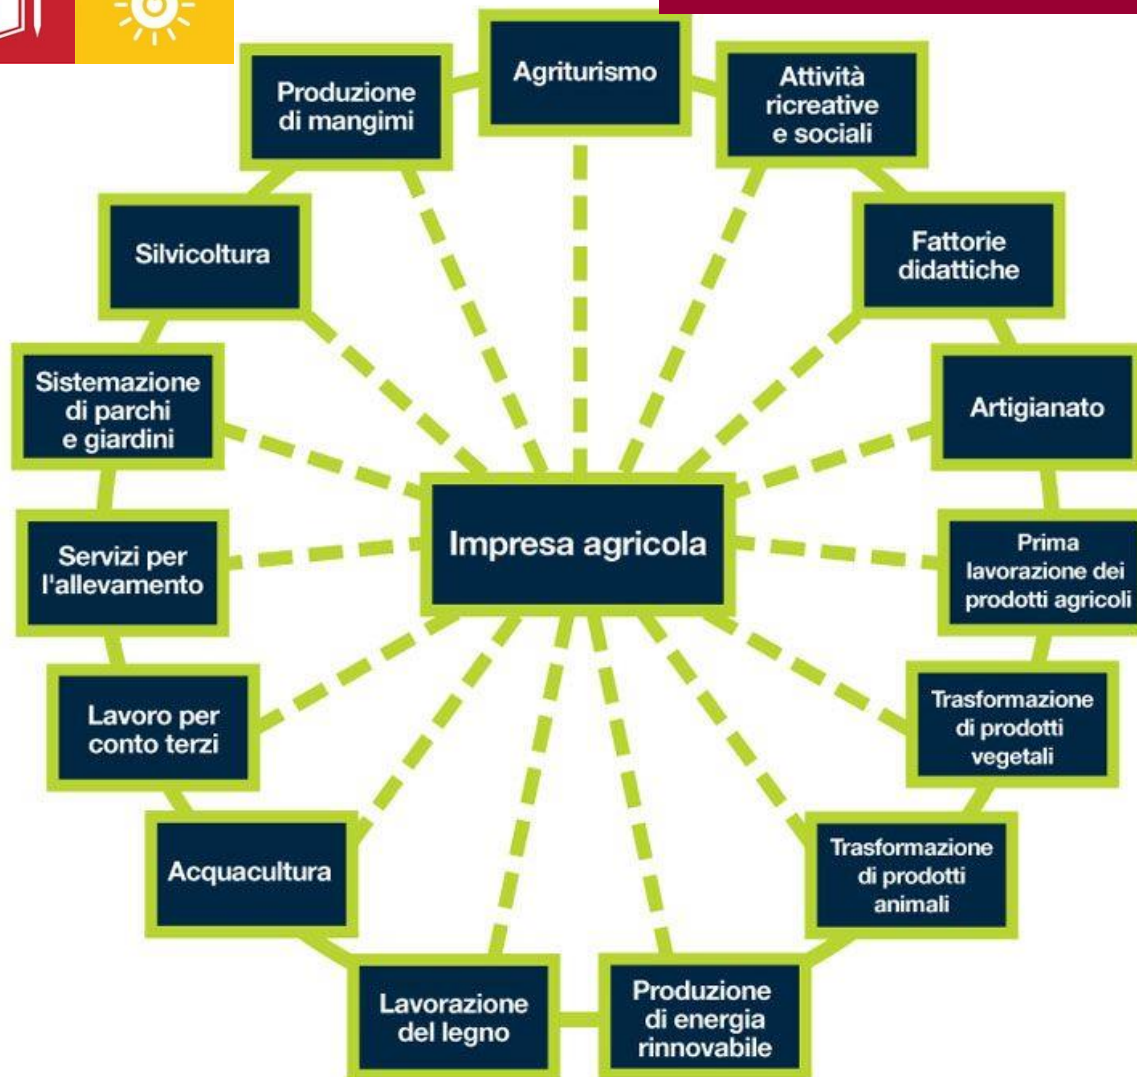 Agriturismo
Attività
ricreative
e sociali
Fattorie
didattiche
Artigianato
Prima
lavorazione dei
prodotti agricoli
Trasformazione
di prodotti
vegetali
Trasformazione
di prodotti
animali
Produzione
di energia
rinnovabile
Lavorazione
del legno
Acquacultura
Lavoro per
conto terzi
Servizi per
l'allevamento
Sistemazione
di parchi
e giardini
Silvicoltura
Produzione
di mangimi
Impresa agricola